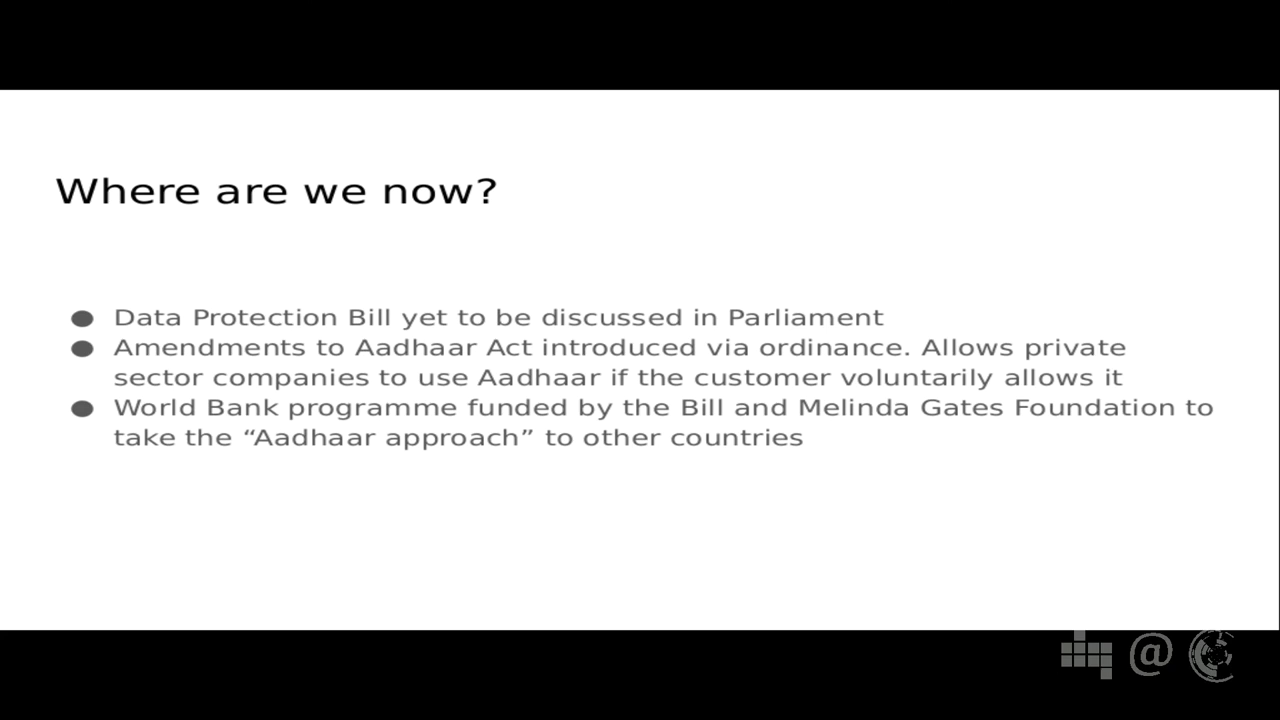 Where are we now?
● Data Protection Bill yet to be discussed in Parliament
● Amendments to Aadhaar Act introduced via ordinance. Allows private
sector companies to use Aadhaar if the customer voluntarily allows it
● World Bank programme funded by the Bill and Melinda Gates Foundation to
take the “Aadhaar approach” to other countries
@